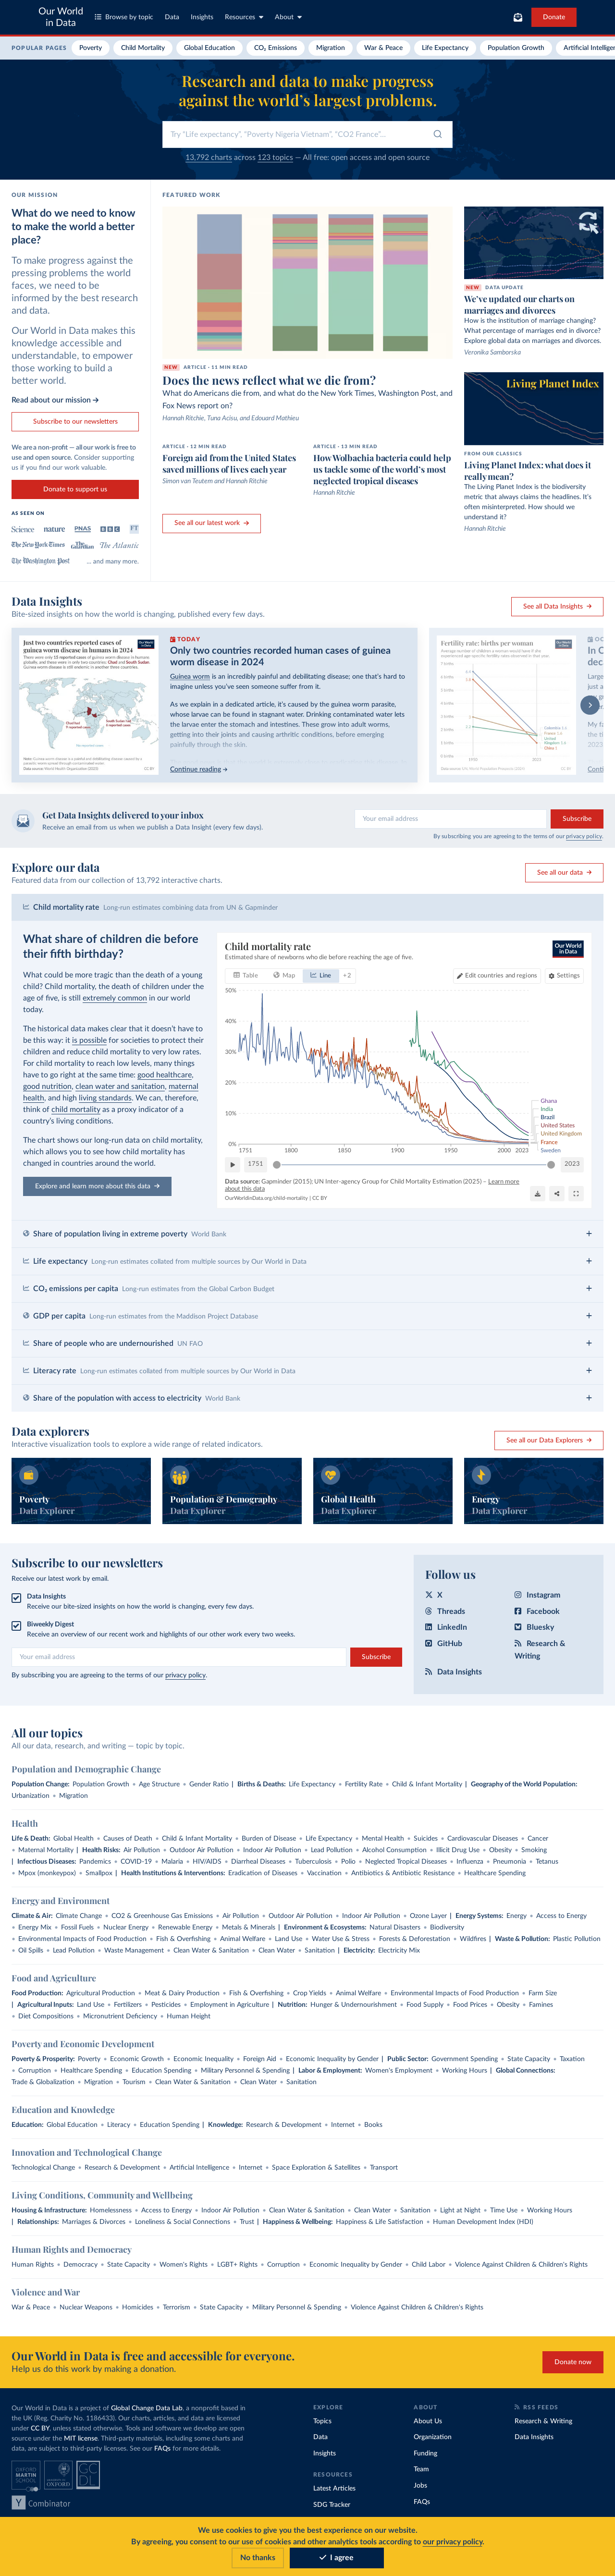 Our World
in Data
Browse by topic
Data
Insights
Resources
About
Donate
POPULAR PAGES
Poverty
Child Mortality
Global Education
CO₂ Emissions
Migration
War & Peace
Life Expectancy
Population Growth
Artificial Intelligen
Research and data to make progress
against the world's largest problems.
Try "Life expectancy", "Poverty Nigeria Vietnam", "CO2 France"...
13,792 charts across 123 topics — All free: open access and open source
OUR MISSION
What do we need to know
to make the world a better
place?
To make progress against the
pressing problems the world
faces, we need to be
informed by the best research
and data.
Our World in Data makes this
knowledge accessible and
understandable, to empower
those working to build a
better world.
Read about our mission →
Subscribe to our newsletters
We are a non-profit — all our work is free to
use and open source. Consider supporting
us if you find our work valuable.
Donate to support us
AS SEEN ON
Science
nature
PNAS
BBC
FT
The New York Times
The Guardian
The Atlantic
The Washington Post
... and many more.
FEATURED WORK
NEW ARTICLE - 11 MIN READ
Does the news reflect what we die from?
What do Americans die from, and what do the New York Times, Washington Post, and
Fox News report on?
Hannah Ritchie, Tuna Acisu, and Edouard Mathieu
ARTICLE - 12 MIN READ
Foreign aid from the United States
saved millions of lives each year
Simon van Teutem and Hannah Ritchie
ARTICLE - 13 MIN READ
How Wolbachia bacteria could help
us tackle some of the world's most
neglected tropical diseases
Hannah Ritchie
See all our latest work →
NEW DATA UPDATE
We've updated our charts on
marriages and divorces
How is the institution of marriage changing?
What percentage of marriages end in divorce?
Explore global data on marriages and divorces.
Veronika Samborska
Living Planet Index
FROM OUR CLASSICS
Living Planet Index: what does it
really mean?
The Living Planet Index is the biodiversity
metric that always claims the headlines. It's
often misinterpreted. How should we
understand it?
Hannah Ritchie
Data Insights
Bite-sized insights on how the world is changing, published every few days.
See all Data Insights →
Just two countries reported cases of
guinea worm disease in humans in 2024
TODAY
Only two countries recorded human cases of guinea
worm disease in 2024
Guinea worm is an incredibly painful and debilitating disease; one that's hard to
imagine unless you've seen someone suffer from it.
As we explain in a dedicated article, it's caused by the guinea worm parasite,
whose larvae can be found in stagnant water. Drinking contaminated water lets
the larvae enter the stomach and intestines. These grow into adult worms,
getting into their joints and causing arthritic conditions, before emerging
painfully through the skin.
Continue reading →
Fertility rate: births per woman
Get Data Insights delivered to your inbox
Receive an email from us when we publish a Data Insight (every few days).
Your email address
Subscribe
By subscribing you are agreeing to the terms of our privacy policy.
Explore our data
Featured data from our collection of 13,792 interactive charts.
See all our data →
Child mortality rate Long-run estimates combining data from UN & Gapminder
What share of children die before
their fifth birthday?
What could be more tragic than the death of a young
child? Child mortality, the death of children under the
age of five, is still extremely common in our world
today.
The historical data makes clear that it doesn't have to
be this way: it is possible for societies to protect their
children and reduce child mortality to very low rates.
For child mortality to reach low levels, many things
have to go right at the same time: good healthcare,
good nutrition, clean water and sanitation, maternal
health, and high living standards. We can, therefore,
think of child mortality as a proxy indicator of a
country's living conditions.
The chart shows our long-run data on child mortality,
which allows you to see how child mortality has
changed in countries around the world.
Explore and learn more about this data →
Child mortality rate
Estimated share of newborns who die before reaching the age of five.
Our World
in Data
Table
Map
Line
+2
Edit countries and regions
Settings
50%
40%
30%
20%
10%
0%
1751
1800
1850
1900
1950
2000
2023
Ghana
India
Brazil
United States
United Kingdom
France
Sweden
1751
2023
Data source: Gapminder (2015); UN Inter-agency Group for Child Mortality Estimation (2025) – Learn more
about this data
OurWorldinData.org/child-mortality | CC BY
Share of population living in extreme poverty World Bank
Life expectancy Long-run estimates collated from multiple sources by Our World in Data
CO₂ emissions per capita Long-run estimates from the Global Carbon Budget
GDP per capita Long-run estimates from the Maddison Project Database
Share of people who are undernourished UN FAO
Literacy rate Long-run estimates collated from multiple sources by Our World in Data
Share of the population with access to electricity World Bank
Data explorers
Interactive visualization tools to explore a wide range of related indicators.
See all our Data Explorers →
Poverty
Data Explorer
Population & Demography
Data Explorer
Global Health
Data Explorer
Energy
Data Explorer
Subscribe to our newsletters
Receive our latest work by email.
Data Insights
Receive our bite-sized insights on how the world is changing, every few days.
Biweekly Digest
Receive an overview of our recent work and highlights of our other work every two weeks.
Your email address
Subscribe
By subscribing you are agreeing to the terms of our privacy policy.
Follow us
X
Threads
LinkedIn
GitHub
Data Insights
Instagram
Facebook
Bluesky
Research &
Writing
All our topics
All our data, research, and writing — topic by topic.
Population and Demographic Change
Population Change: Population Growth • Age Structure • Gender Ratio | Births & Deaths: Life Expectancy • Fertility Rate • Child & Infant Mortality | Geography of the World Population:
Urbanization • Migration
Health
Life & Death: Global Health • Causes of Death • Child & Infant Mortality • Burden of Disease • Life Expectancy • Mental Health • Suicides • Cardiovascular Diseases • Cancer
• Maternal Mortality | Health Risks: Air Pollution • Outdoor Air Pollution • Indoor Air Pollution • Lead Pollution • Alcohol Consumption • Illicit Drug Use • Obesity • Smoking
| Infectious Diseases: Pandemics • COVID-19 • Malaria • HIV/AIDS • Diarrheal Diseases • Tuberculosis • Polio • Neglected Tropical Diseases • Influenza • Pneumonia • Tetanus
• Mpox (monkeypox) • Smallpox | Health Institutions & Interventions: Eradication of Diseases • Vaccination • Antibiotics & Antibiotic Resistance • Healthcare Spending
Energy and Environment
Climate & Air: Climate Change • CO2 & Greenhouse Gas Emissions • Air Pollution • Outdoor Air Pollution • Indoor Air Pollution • Ozone Layer | Energy Systems: Energy • Access to Energy
• Energy Mix • Fossil Fuels • Nuclear Energy • Renewable Energy • Metals & Minerals | Environment & Ecosystems: Natural Disasters • Biodiversity
• Environmental Impacts of Food Production • Fish & Overfishing • Animal Welfare • Land Use • Water Use & Stress • Forests & Deforestation • Wildfires | Waste & Pollution: Plastic Pollution
• Oil Spills • Lead Pollution • Waste Management • Clean Water & Sanitation • Clean Water • Sanitation | Electricity: Electricity Mix
Food and Agriculture
Food Production: Agricultural Production • Meat & Dairy Production • Fish & Overfishing • Crop Yields • Animal Welfare • Environmental Impacts of Food Production • Farm Size
| Agricultural Inputs: Land Use • Fertilizers • Pesticides • Employment in Agriculture | Nutrition: Hunger & Undernourishment • Food Supply • Food Prices • Obesity • Famines
• Diet Compositions • Micronutrient Deficiency • Human Height
Poverty and Economic Development
Poverty & Prosperity: Poverty • Economic Growth • Economic Inequality • Foreign Aid • Economic Inequality by Gender | Public Sector: Government Spending • State Capacity • Taxation
• Corruption • Healthcare Spending • Education Spending • Military Personnel & Spending | Labor & Employment: Women's Employment • Working Hours | Global Connections:
Trade & Globalization • Migration • Tourism • Clean Water & Sanitation • Clean Water • Sanitation
Education and Knowledge
Education: Global Education • Literacy • Education Spending | Knowledge: Research & Development • Internet • Books
Innovation and Technological Change
Technological Change • Research & Development • Artificial Intelligence • Internet • Space Exploration & Satellites • Transport
Living Conditions, Community and Wellbeing
Housing & Infrastructure: Homelessness • Access to Energy • Indoor Air Pollution • Clean Water & Sanitation • Clean Water • Sanitation • Light at Night • Time Use • Working Hours
| Relationships: Marriages & Divorces • Loneliness & Social Connections • Trust | Happiness & Wellbeing: Happiness & Life Satisfaction • Human Development Index (HDI)
Human Rights and Democracy
Human Rights • Democracy • State Capacity • Women's Rights • LGBT+ Rights • Corruption • Economic Inequality by Gender • Child Labor • Violence Against Children & Children's Rights
Violence and War
War & Peace • Nuclear Weapons • Homicides • Terrorism • State Capacity • Military Personnel & Spending • Violence Against Children & Children's Rights
Our World in Data is free and accessible for everyone.
Help us do this work by making a donation.
Donate now
Our World in Data is a project of Global Change Data Lab, a nonprofit based in
the UK (Reg. Charity No. 1186433). Our charts, articles, and data are licensed
under CC BY, unless stated otherwise. Tools and software we develop are open
source under the MIT license. Third-party materials, including some charts and
data, are subject to third-party licenses. See our FAQs for more details.
OXFORD
MARTIN
SCHOOL
UNIVERSITY OF
OXFORD
GCDL
Y Combinator
EXPLORE
Topics
Data
Insights
RESOURCES
Latest Articles
SDG Tracker
ABOUT
About Us
Organization
Funding
Team
Jobs
FAQs
RSS FEEDS
Research & Writing
Data Insights
We use cookies to give you the best experience on our website.
By agreeing, you consent to our use of cookies and other analytics tools according to our privacy policy.
No thanks
I agree